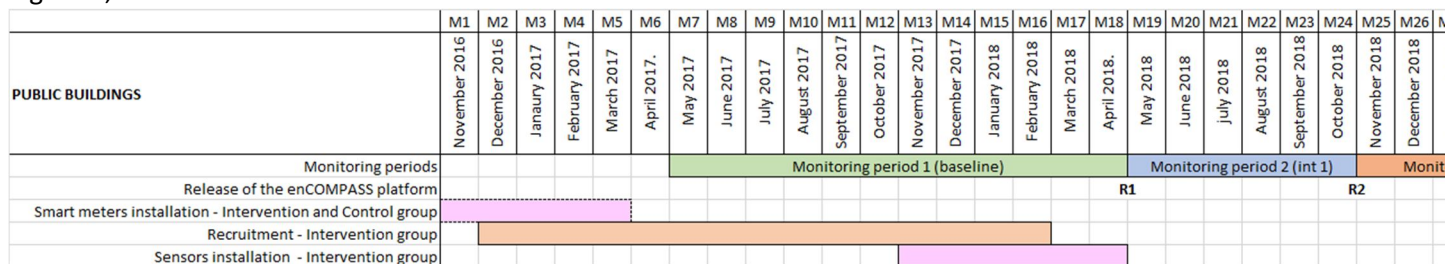 M1 M2 M3 M4 M5 M6 M7 M8 M9 M10 M11 M12 M13 M14 M15 M16 M17 M18 M19 M20 M21 M22 M23 M24 M25 M26
PUBLIC BUILDINGS
November 2016
December 2016
Janaury 2017
February 2017
March 2017
April 2017.
May 2017
June 2017
July 2017
August 2017
September 2017
October 2017
November 2017
December 2017
January 2018
February 2018
March 2018
April 2018.
May 2018
June 2018
july 2018
August 2018
September 2018
October 2018
November 2018
December 2018
Monitoring periods Monitoring period 1 (baseline) Monitoring period 2 (int 1) Monit
Release of the enCOMPASS platform R1 R2
Smart meters installation - Intervention and Control group
Recruitment - Intervention group
Sensors installation - Intervention group